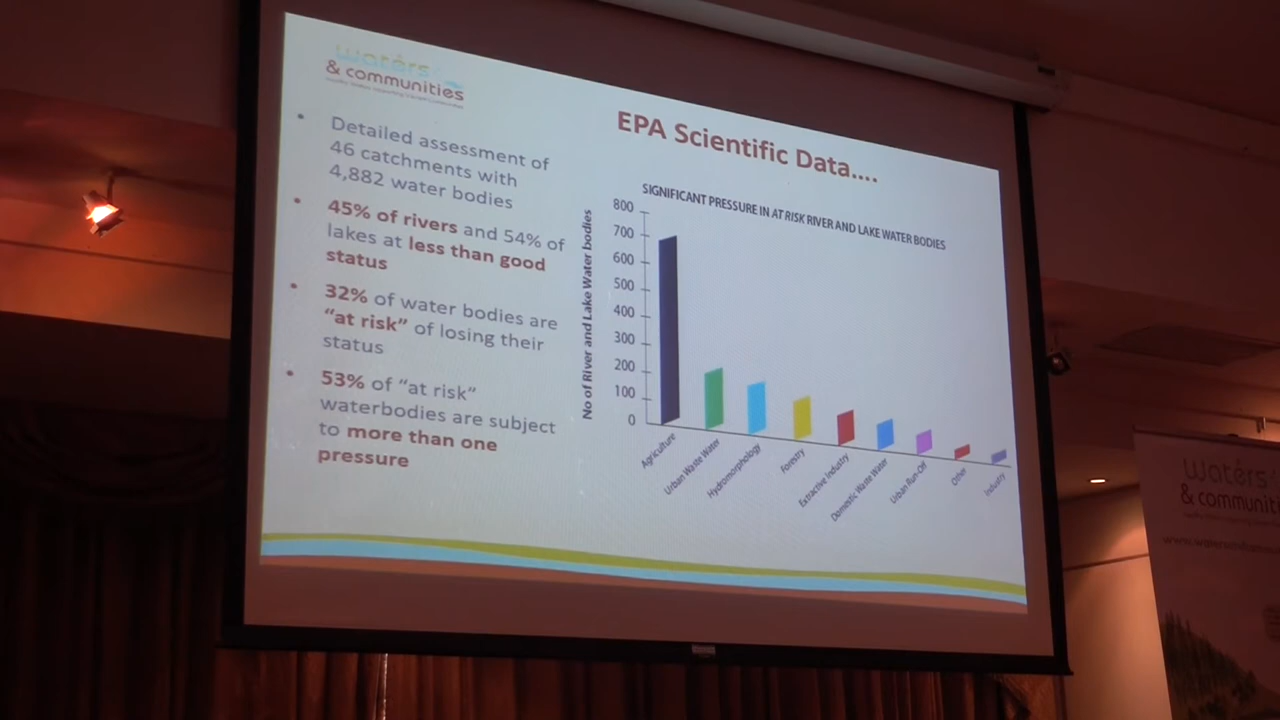 waters
& communities
• Detailed assessment of
46 catchments with
4,882 water bodies
• 45% of rivers and 54% of
lakes at less than good
status
• 32% of water bodies are
“at risk” of losing their
status
• 53% of “at risk”
waterbodies are subject
to more than one
pressure
EPA Scientific Data....
SIGNIFICANT PRESSURE IN AT RISK RIVER AND LAKE WATER BODIES
No of River and Lake Water bodies
800
700
600
500
400
300
200
100
0
Agriculture
Urban Waste Water
Hydromorphology
Forestry
Extractive Industry
Domestic Waste Water
Urban Run-Off
Other
Industry
waters
& communit